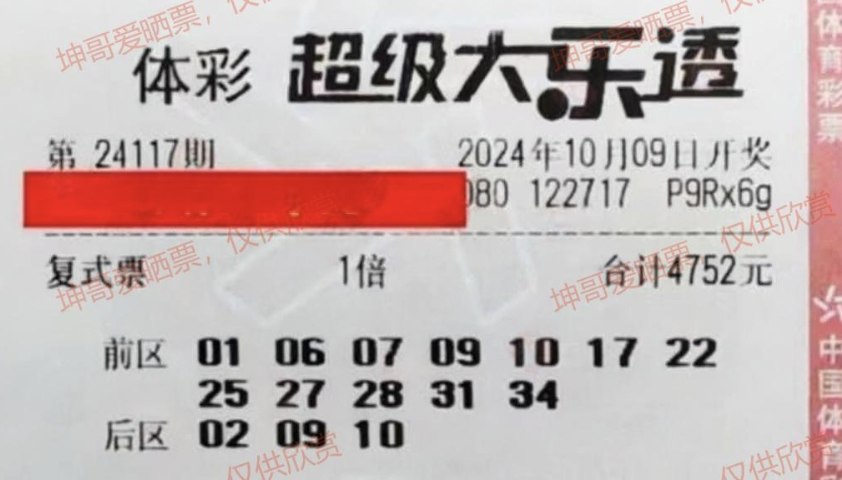 坤哥爱晒票，仅供欣赏
体彩 超级大乐透
第 24117期 2024年10月09日开奖
080 122717 P9Rx6g
坤哥爱晒票，仅供欣赏
坤哥爱晒票，仅供欣赏
复式票 1倍 合计4752元
前区 01 06 07 09 10 17 22
25 27 28 31 34
后区 02 09 10
仅供欣赏
仅供欣赏
体育彩票
中国体育